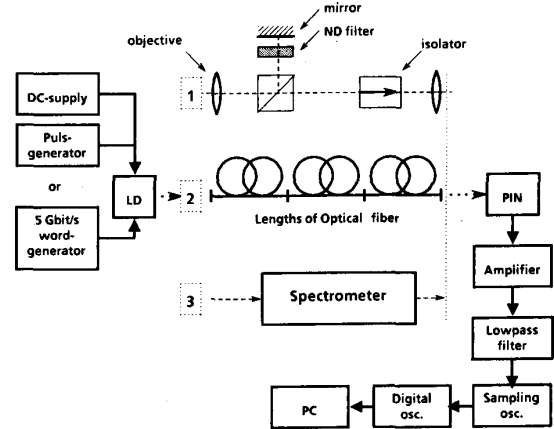 mirror
ND filter
objective
isolator
DC-supply
1
Puls-
generator
or
5 Gbit/s
word-
generator
LD
2
PIN
Lengths of Optical fiber
Amplifier
3
Spectrometer
Lowpass
filter
PC
Digital
osc.
Sampling
osc.